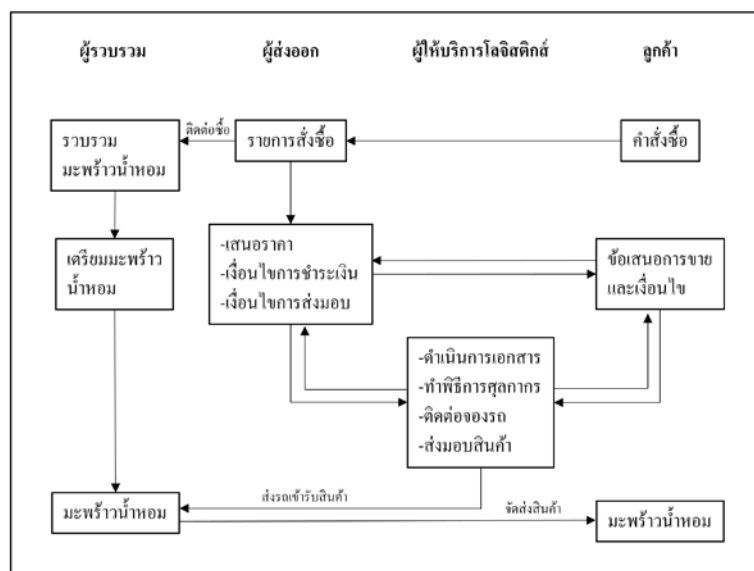 ผู้รวบรวม ผู้ส่งออก ผู้ให้บริการโลจิสติกส์ ลูกค้า
รวบรวม
มะพร้าวน้ำหอม
ติดต่อซื้อ
รายการสั่งซื้อ
คำสั่งซื้อ
เตรียมมะพร้าว
น้ำหอม
-เสนอราคา
-เงื่อนไขการชำระเงิน
-เงื่อนไขการส่งมอบ
ข้อเสนอการขาย
และเงื่อนไข
-ดำเนินการเอกสาร
-ทำพิธีการศุลกากร
-ติดต่อจองรถ
-ส่งมอบสินค้า
มะพร้าวน้ำหอม
ส่งรถเข้ารับสินค้า
จัดส่งสินค้า
มะพร้าวน้ำหอม